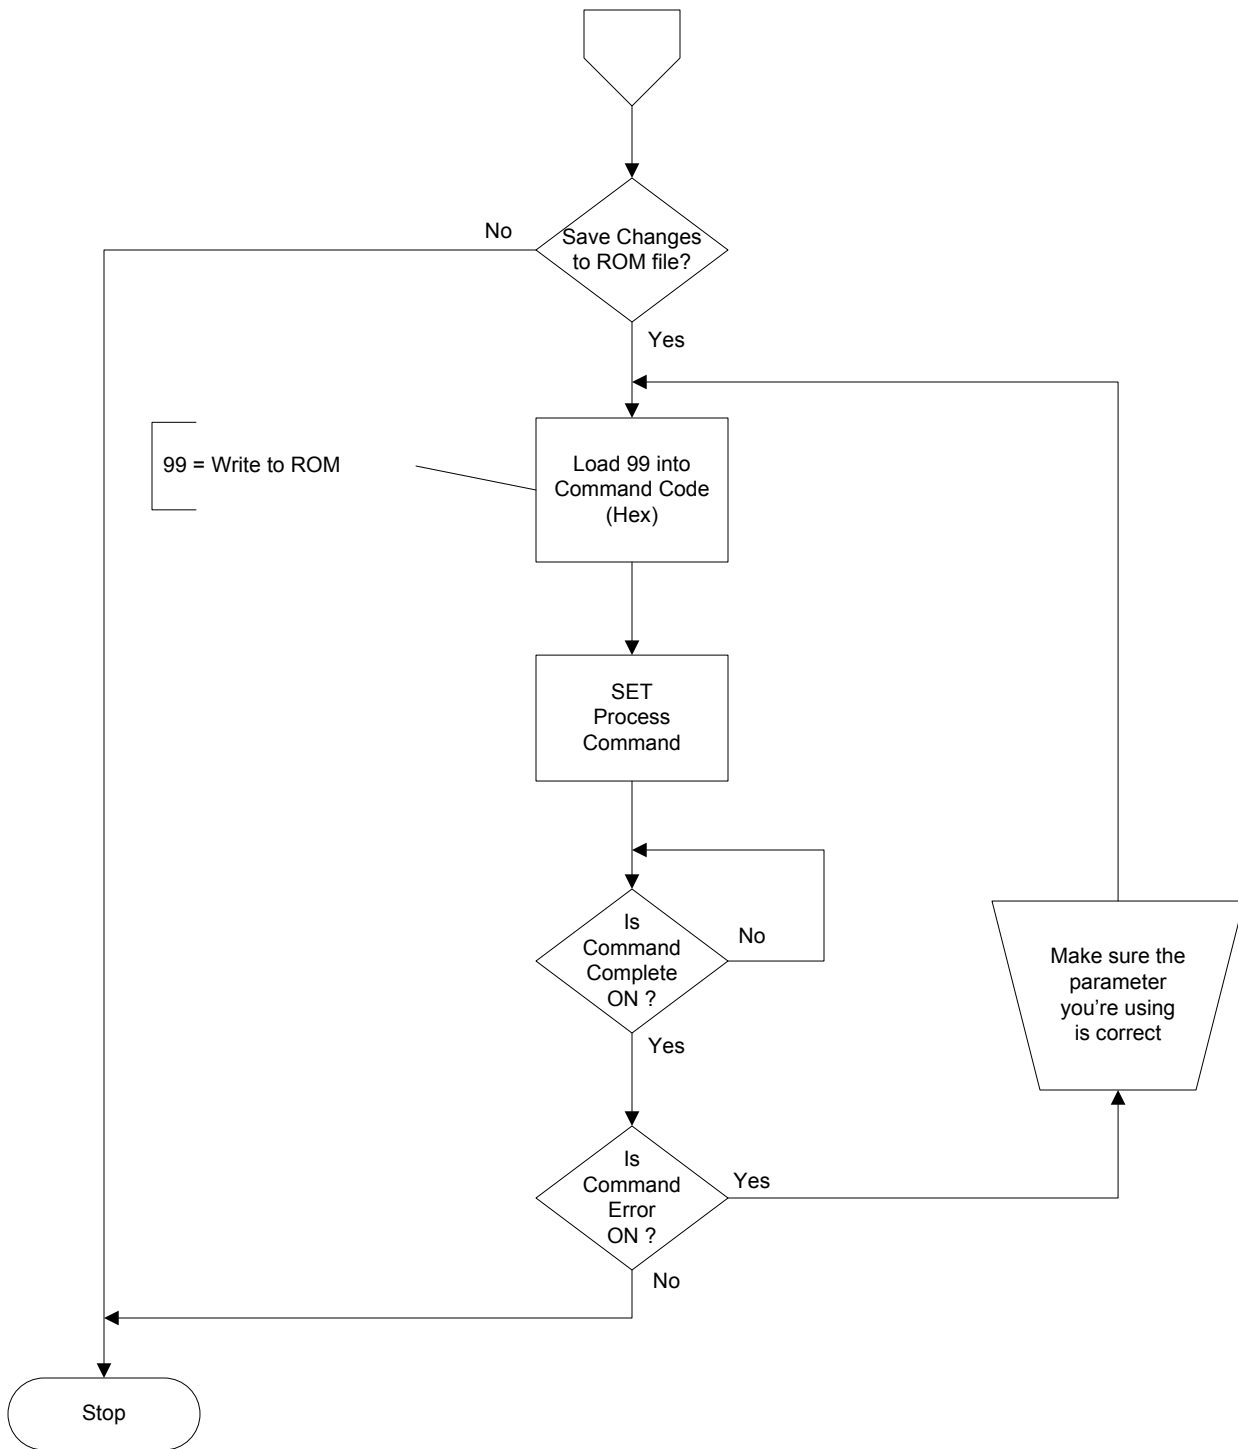 No
Save Changes
to ROM file?
Yes
99 = Write to ROM
Load 99 into
Command Code
(Hex)
SET
Process
Command
Is
Command
Complete
ON ?
No
Make sure the
parameter
you're using
is correct
Yes
Is
Command
Error
ON ?
Yes
No
Stop